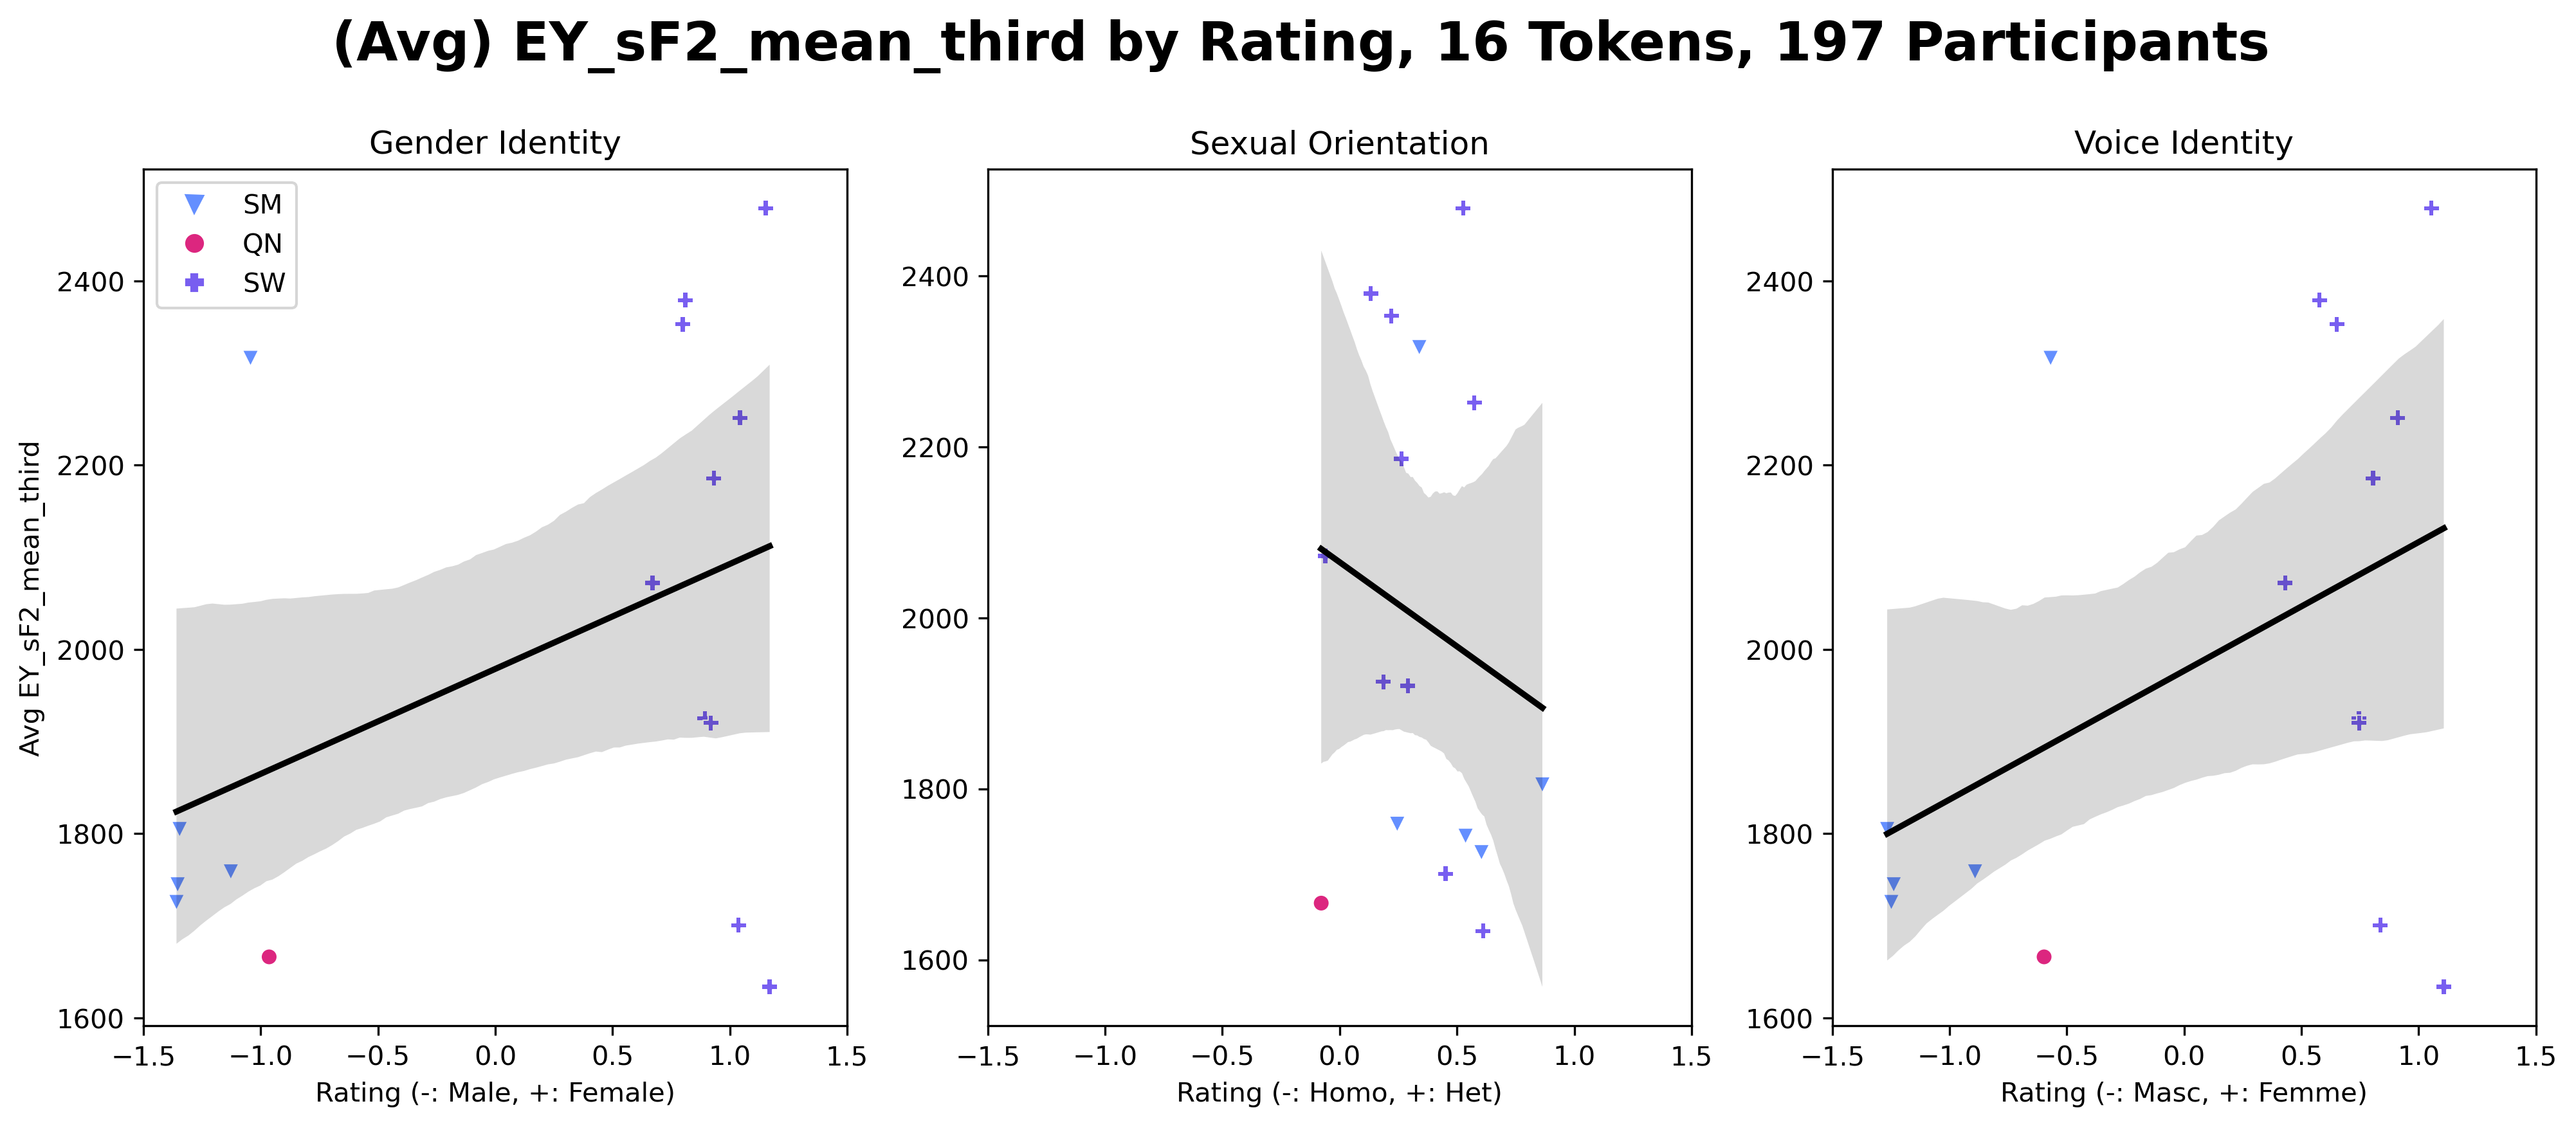 (Avg) EY_sF2_mean_third by Rating, 16 Tokens, 197 Participants
Gender Identity
SM
QN
SW
Avg EY_sF2_mean_third
2400
2200
2000
1800
1600
−1.5 −1.0 −0.5 0.0 0.5 1.0 1.5
Rating (-: Male, +: Female)
Sexual Orientation
2400
2200
2000
1800
1600
−1.5 −1.0 −0.5 0.0 0.5 1.0 1.5
Rating (-: Homo, +: Het)
Voice Identity
2400
2200
2000
1800
1600
−1.5 −1.0 −0.5 0.0 0.5 1.0 1.5
Rating (-: Masc, +: Femme)